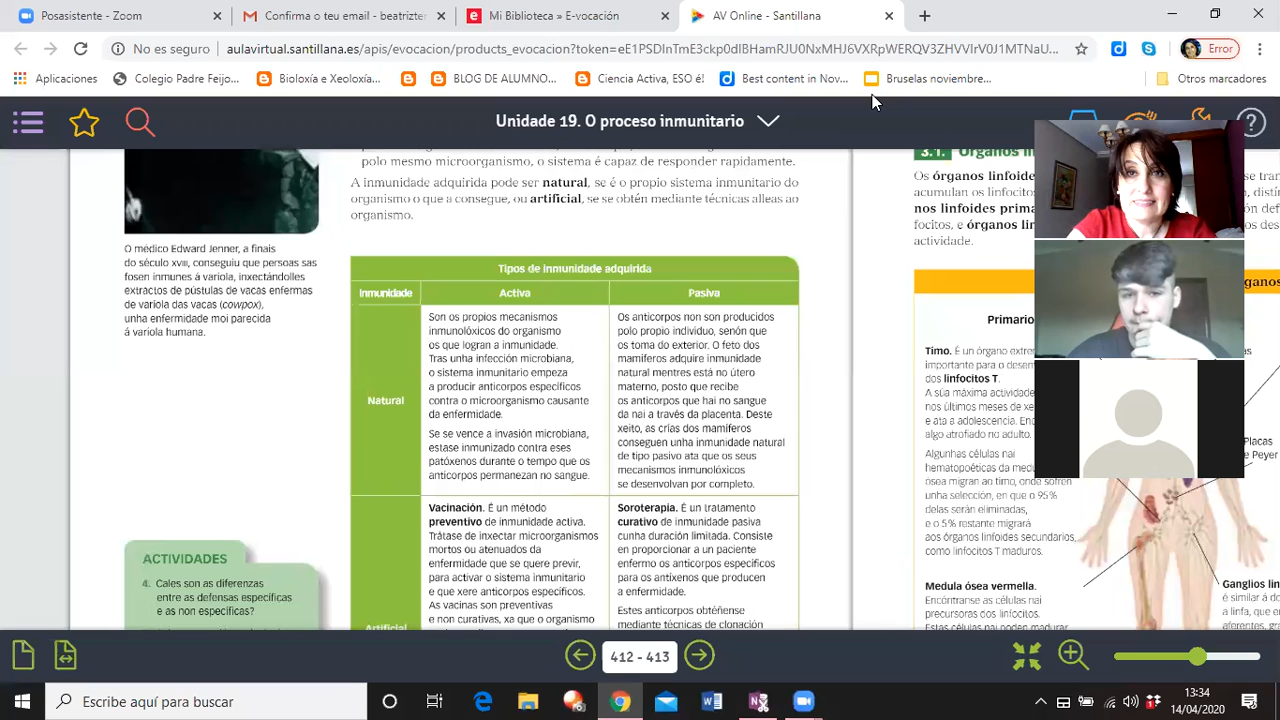 Posasistente - Zoom
Confirma o teu email - beatrizter
Mi Biblioteca » E-vocación
AV Online - Santillana
No es seguro
aulavirtual.santillana.es/apis/evocacion/products_evocacion?token=
Error
Aplicaciones
Colegio Padre Feijo...
Bioloxía e Xeoloxía...
BLOG DE ALUMNO...
Ciencia Activa, ESO é!
Best content in Nov...
Bruselas noviembre...
Otros marcadores
Unidade 19. O proceso inmunitario
polo mesmo microorganismo, o sistema é capaz de responder rapidamente.
A inmunidade adquirida pode ser natural, se é o propio sistema inmunitario do
organismo o que a consegue, ou artificial, se se obtén mediante técnicas alleas ao
organismo.
O médico Edward Jenner, a finais
do século XVIII, conseguiu que persoas sas
fosen inmunes á variola, inxectándolles
extractos de pústulas de vacas enfermas
de variola das vacas (cowpox),
unha enfermidade moi parecida
á variola humana.
Tipos de inmunidade adquirida
Inmunidade
Activa
Pasiva
Natural
Son os propios mecanismos
inmunolóxicos do organismo
os que logran a inmunidade.
Tras unha infección microbiana,
o sistema inmunitario empeza
a producir anticorpos específicos
contra o microorganismo causante
da enfermidade.
Se se vence a invasión microbiana,
estase inmunizado contra eses
patóxenos durante o tempo que os
anticorpos permanezan no sangue.
Os anticorpos non son producidos
polo propio individuo, senón que
os toma do exterior. O feto dos
mamíferos adquire inmunidade
natural mentres está no útero
materno, posto que recibe
os anticorpos que hai no sangue
da nai a través da placenta. Deste
xeito, as crías dos mamíferos
conseguen unha inmunidade natural
de tipo pasivo ata que os seus
mecanismos inmunolóxicos
se desenvolvan por completo.
Artificial
Vacinación. É un método
preventivo de inmunidade activa.
Trátase de inxectar microorganismos
mortos ou atenuados da
enfermidade que se quere previr,
para activar o sistema inmunitario
e que xere anticorpos específicos.
As vacinas son preventivas
e non curativas, xa que o organismo
Soroterapia. É un tratamento
curativo de inmunidade pasiva
cunha duración limitada. Consiste
en proporcionar a un paciente
enfermo os anticorpos específicos
para os antíxenos que producen
a enfermidade.
Estes anticorpos obtéñense
mediante técnicas de clonación
ACTIVIDADES
4. Cales son as diferenzas
entre as defensas específicas
e as non específicas?
3.1. Órganos
Os órganos linfoide
acumulan os linfocitos
nos linfoides prima
focitos, e órganos lin
actividade.
Primario
Timo. É un órgano
importante para o
dos linfocitos T.
A súa máxima actividade
nos últimos meses de
e ata a adolescencia.
algo atrofiado no adulto.
Algunhas células nai
hematopoéticas da
ósea migran ao timo, onde sofren
unha selección, en que o 95 %
delas serán eliminadas,
e o 5 % restante migrará
aos órganos linfoides secundarios,
como linfocitos T maduros.
Medula ósea vermella.
Encóntranse as células nai
precursoras dos linfocitos.
Estas células nai poden madurar
Placas
e Peyer
Ganglios
é similar á
a linfa, que
aferentes,
412 - 413
Escribe aquí para buscar
13:34
14/04/2020